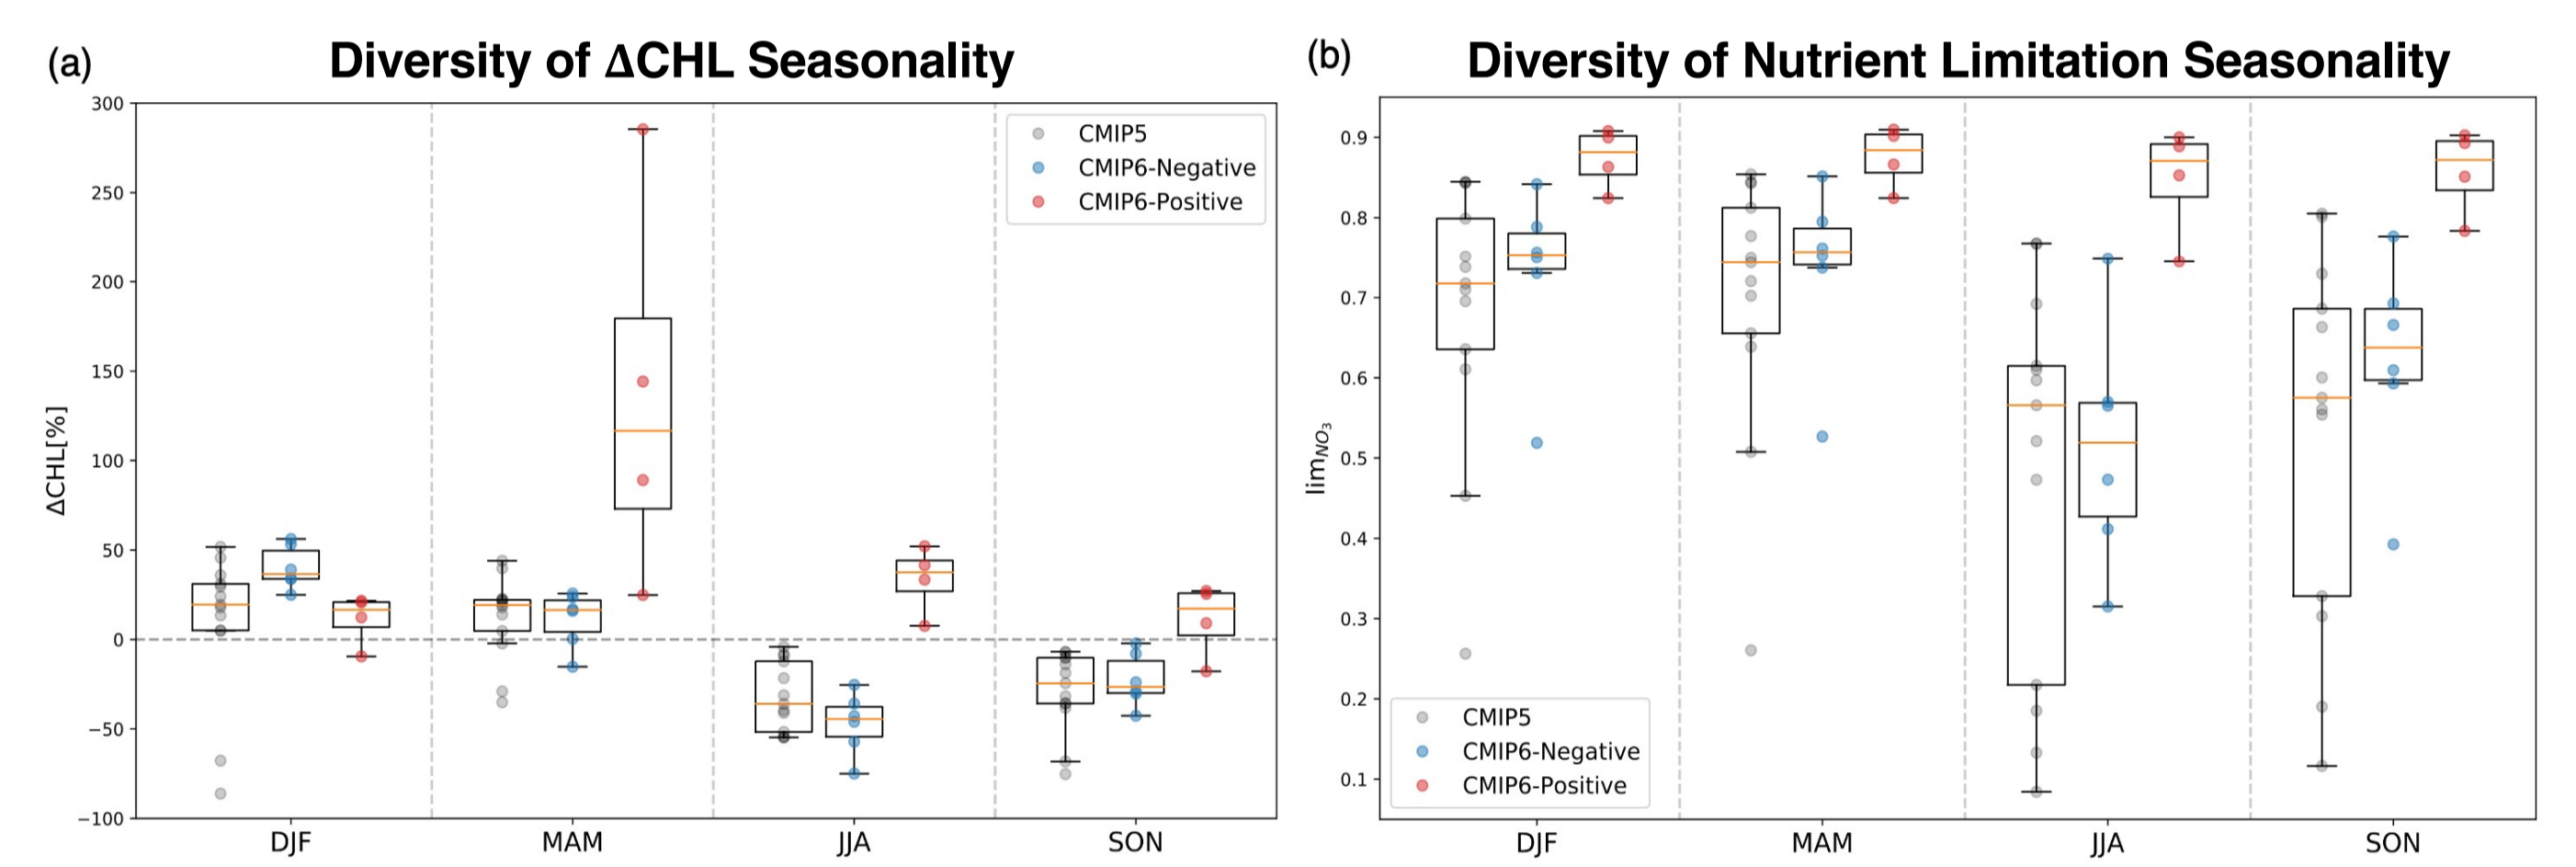 (a)
Diversity of ΔCHL Seasonality
300
250
200
150
100
50
0
−50
−100
ΔCHL[%]
CMIP5
CMIP6-Negative
CMIP6-Positive
DJF MAM JJA SON
(b)
Diversity of Nutrient Limitation Seasonality
0.9
0.8
0.7
0.6
0.5
0.4
0.3
0.2
0.1
lim_NO_3
CMIP5
CMIP6-Negative
CMIP6-Positive
DJF MAM JJA SON